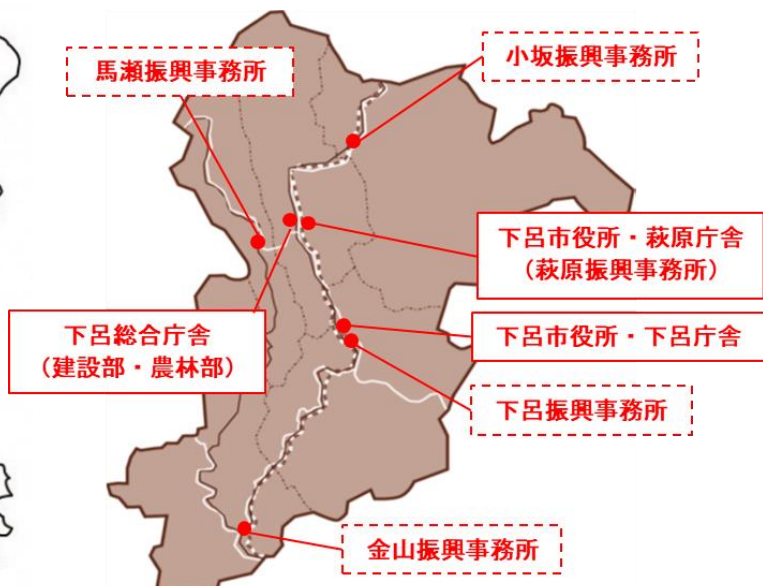 馬瀬振興事務所
小坂振興事務所
下呂市役所・萩原庁舎
（萩原振興事務所）
下呂総合庁舎
（建設部・農林部）
下呂市役所・下呂庁舎
下呂振興事務所
金山振興事務所